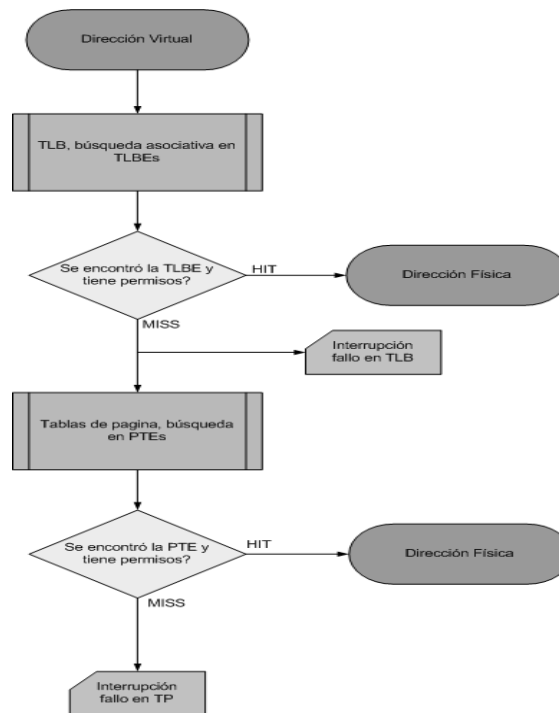 Dirección Virtual
TLB, búsqueda asociativa en
TLBEs
Se encontró la TLBE y
tiene permisos?
HIT
Dirección Física
MISS
Interrupción
fallo en TLB
Tablas de pagina, búsqueda
en PTEs
Se encontró la PTE y
tiene permisos?
HIT
Dirección Física
MISS
Interrupción
fallo en TP